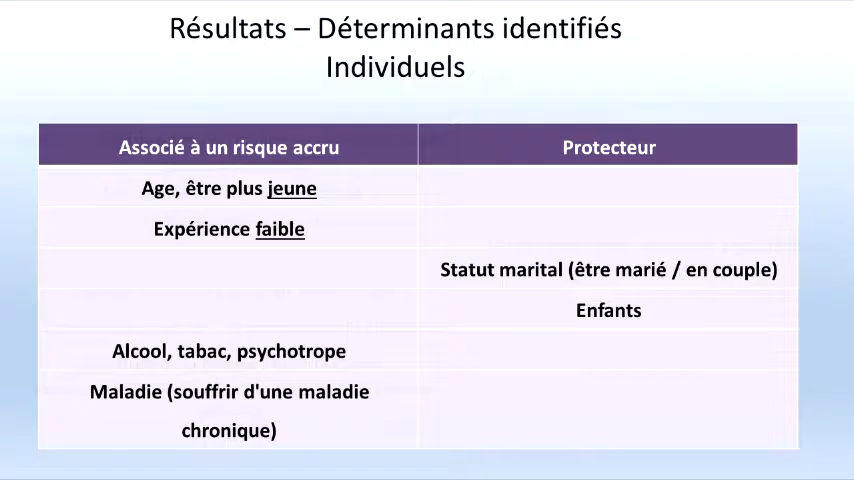 Résultats – Déterminants identifiés
Individuels
Associé à un risque accru
Protecteur
Age, être plus jeune
Expérience faible
Statut marital (être marié / en couple)
Enfants
Alcool, tabac, psychotrope
Maladie (souffrir d'une maladie
chronique)